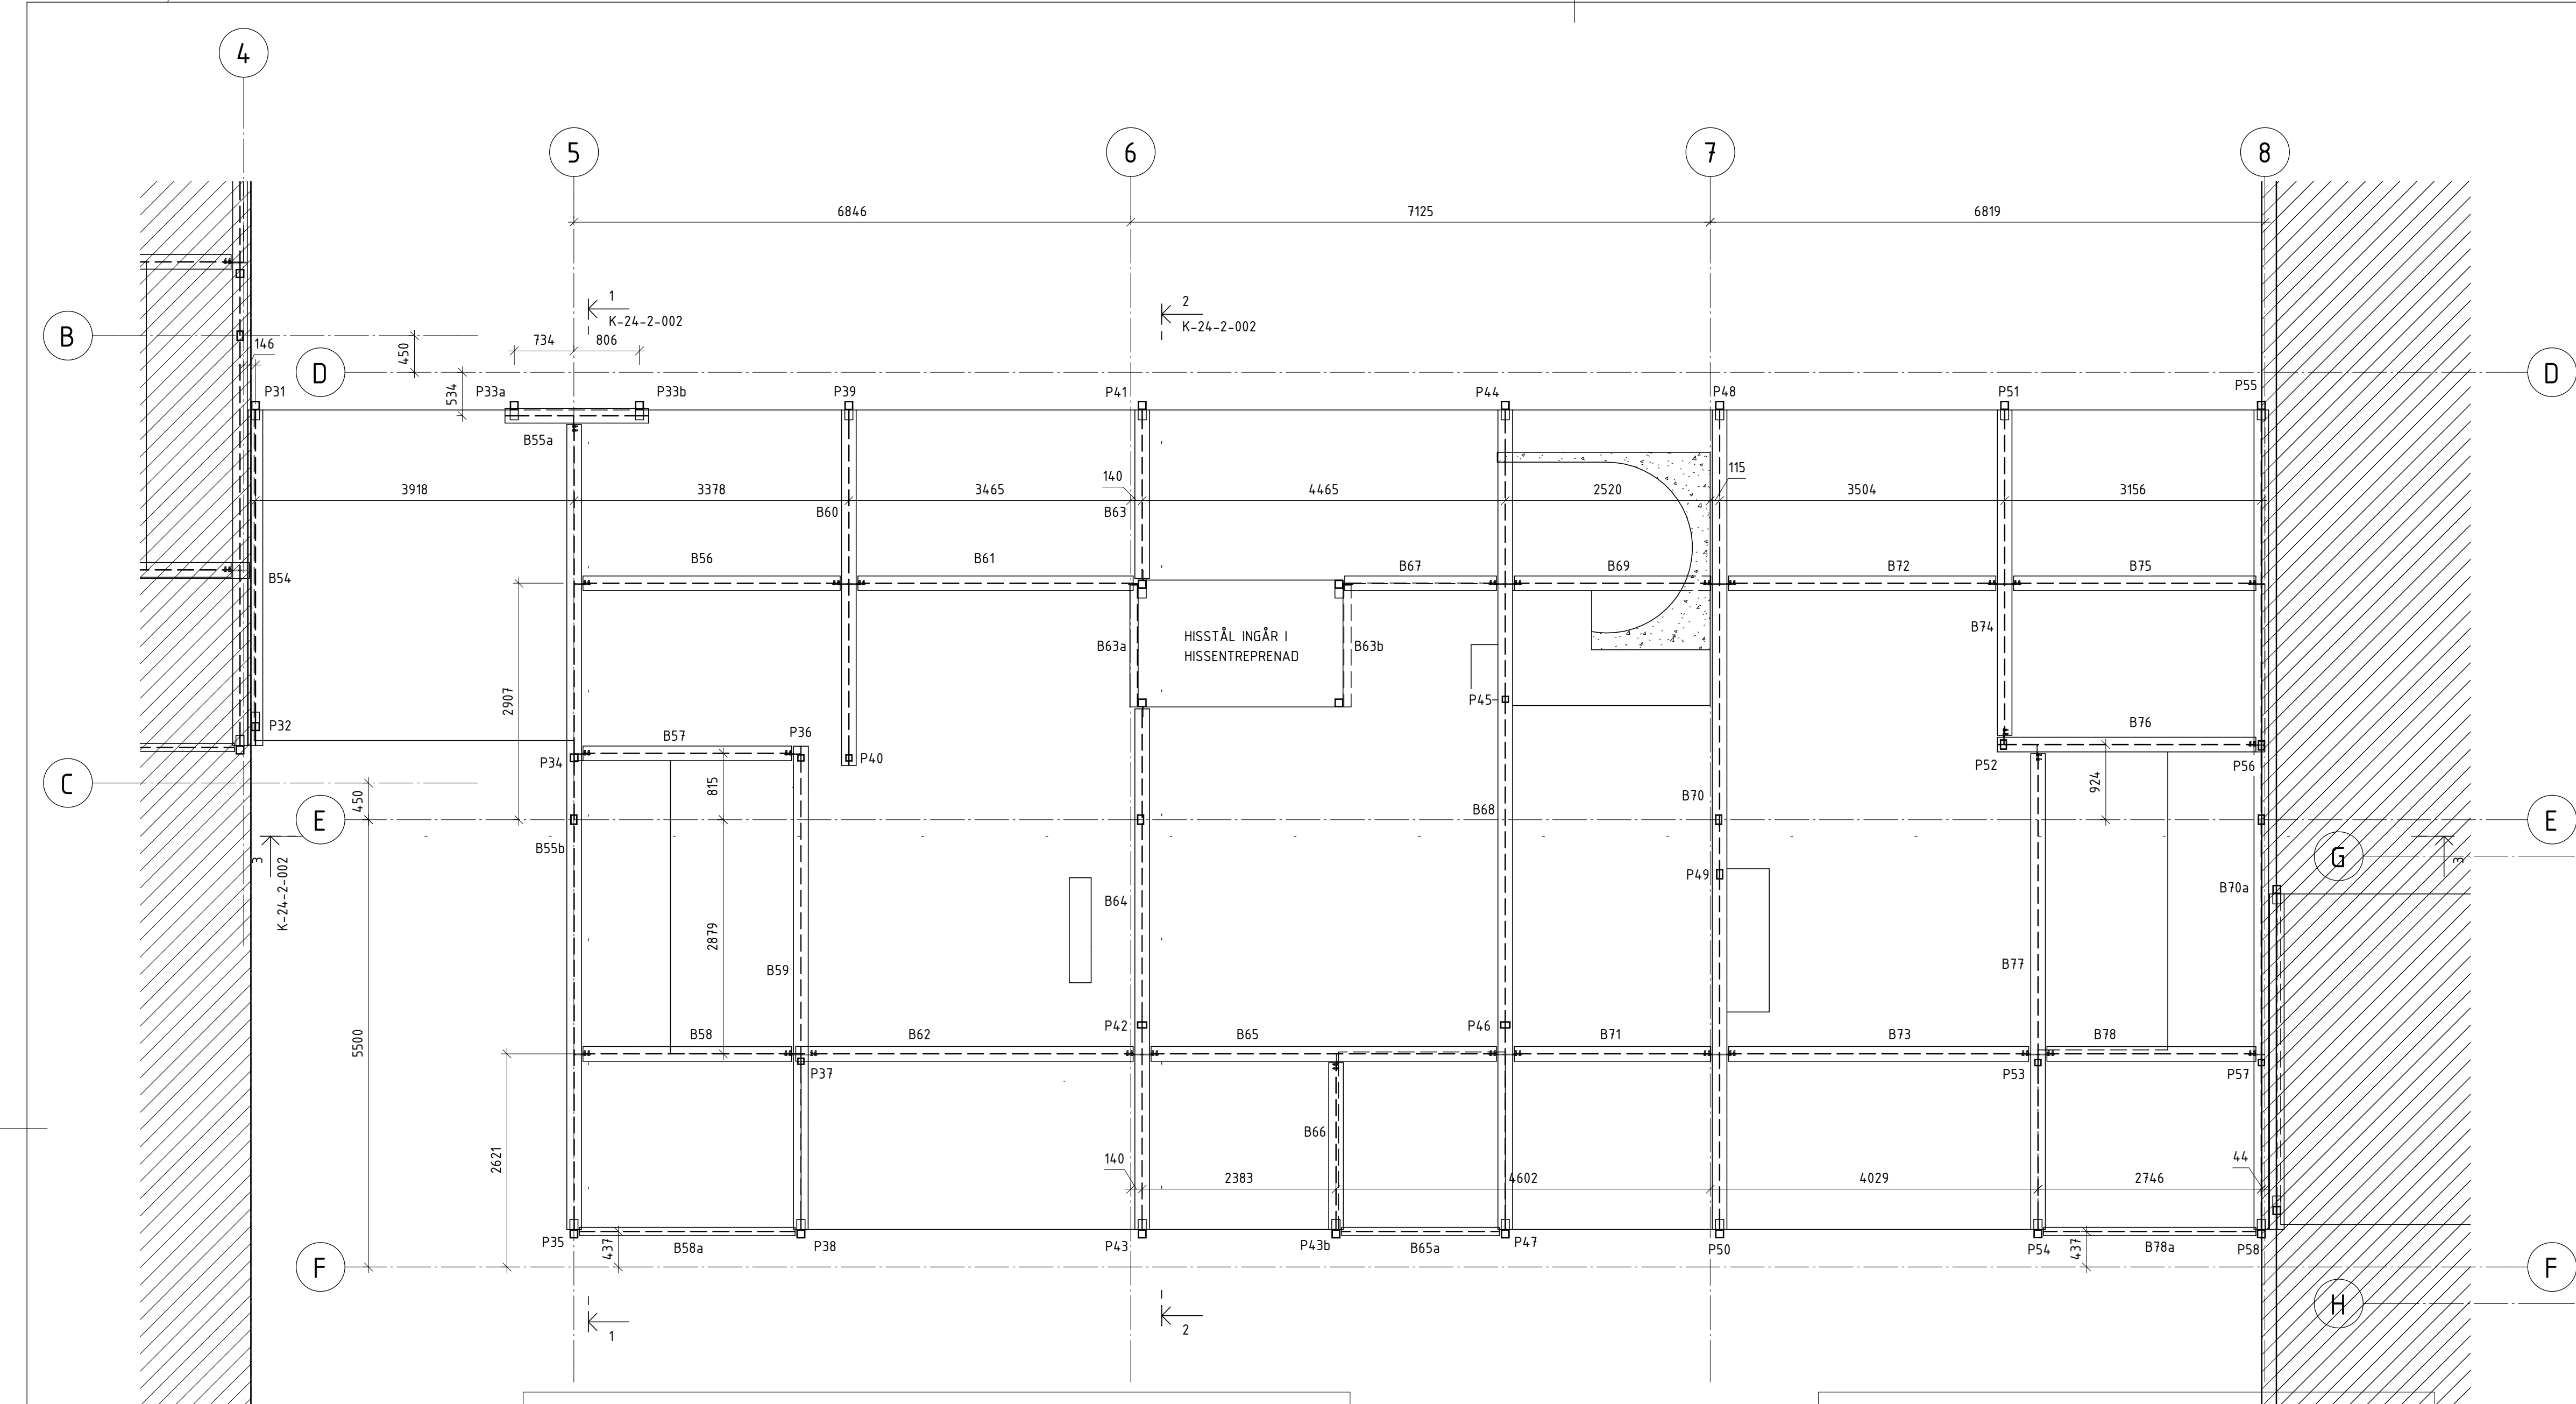 4
5
6
7
8
6846
7125
6819
1
K-24-2-002
2
K-24-2-002
B
450
734
806
146
D
D
534
P31
P33a
P33b
P39
P41
P44
P48
P51
P55
B55a
3918
3378
3465
140
4465
2520
115
3504
3156
B60
B63
B54
B56
B61
B67
B69
B72
B75
HISSTÅL INGÅR I
HISSENTREPRENAD
B63a
B63b
B74
2907
P45
P32
B57
P36
B76
P34
P40
P52
P56
C
815
924
450
B70
E
B68
E
B55b
3
K-24-2-002
G
3
P49
B70a
B64
2879
B59
B77
P42
P46
5500
B58
B62
B65
B71
B73
B78
P37
P53
P57
B66
2621
140
2383
4602
4029
2746
44
P35
437
B58a
P38
P43
P43b
B65a
P47
P50
P54
437
B78a
P58
F
F
H
1
2